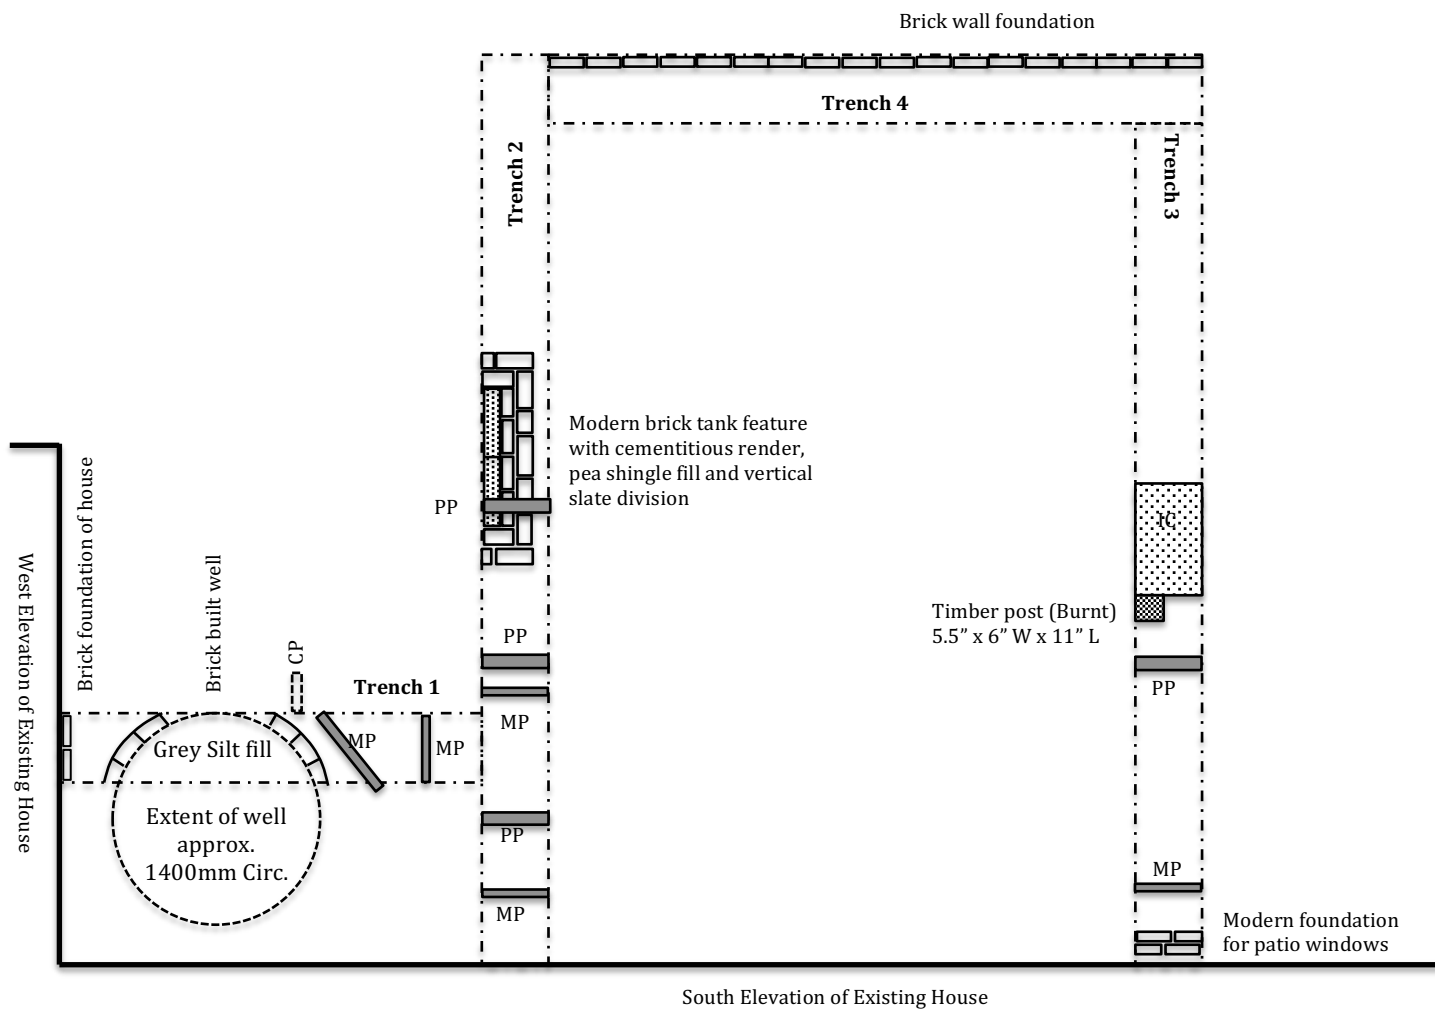 Brick wall foundation
Trench 4
Trench 2
Trench 3
Modern brick tank feature
with cementitious render,
pea shingle fill and vertical
slate division
PP
IC
Timber post (Burnt)
5.5” x 6” W x 11” L
PP
PP
MP
West Elevation of Existing House
Brick foundation of house
Brick built well
CP
Trench 1
Grey Silt fill
MP
MP
Extent of well
approx.
1400mm Circ.
PP
MP
MP
Modern foundation
for patio windows
South Elevation of Existing House